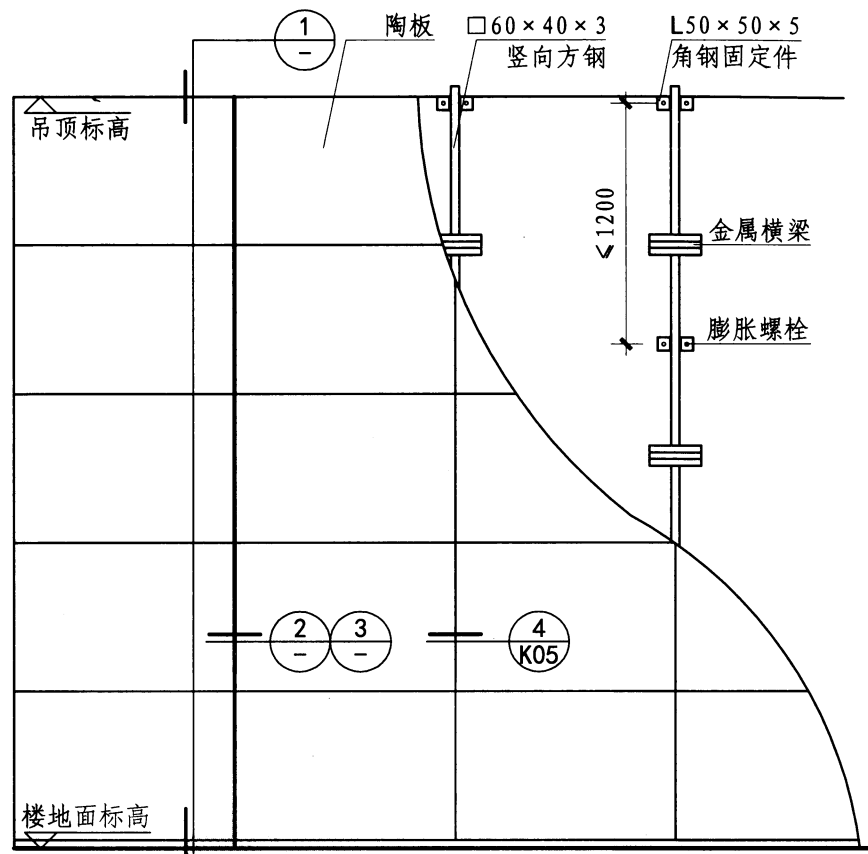 1
-
陶板
□60×40×3
竖向方钢
L50×50×5
角钢固定件
吊顶标高
≤1200
金属横梁
膨胀螺栓
2
-
3
-
4
K05
楼地面标高